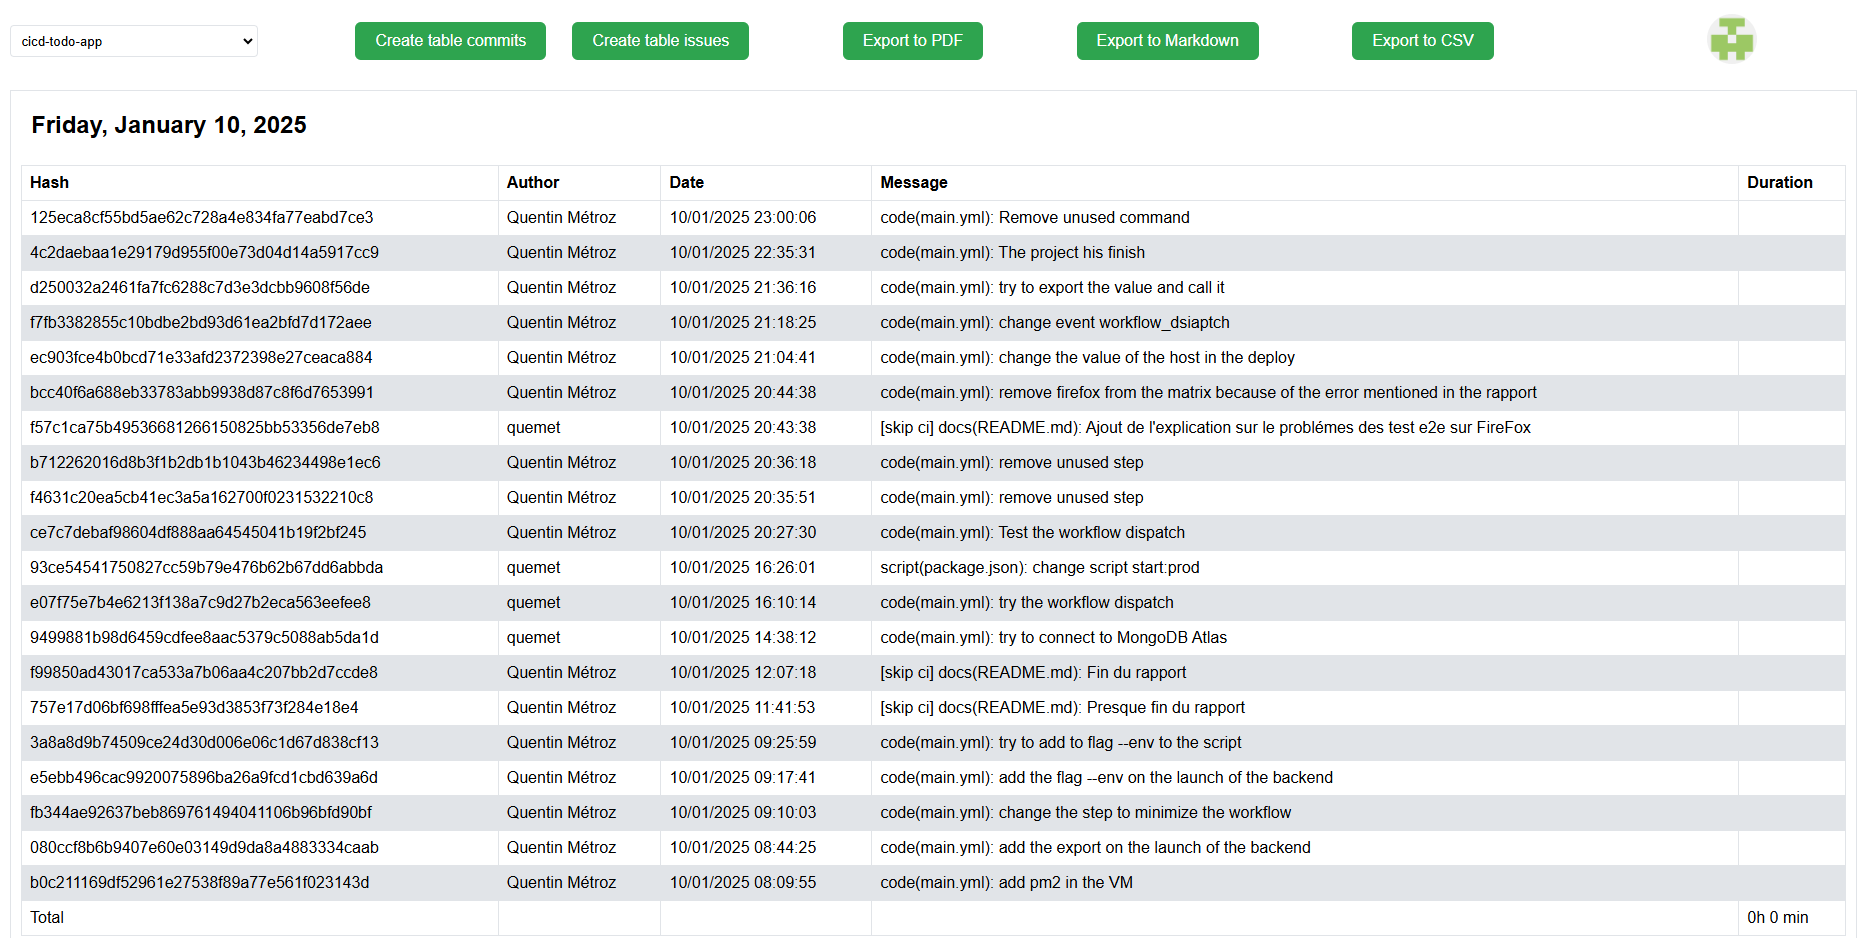 cicd-todo-app Create table commits Create table issues Export to PDF Export to Markdown Export to CSV
Friday, January 10, 2025
Hash Author Date Message Duration
125eca8cf55bd5ae62c728a4e834fa77eabd7ce3 Quentin Métroz 10/01/2025 23:00:06 code(main.yml): Remove unused command
4c2daebaa1e29179d955f00e73d04d14a5917cc9 Quentin Métroz 10/01/2025 22:35:31 code(main.yml): The project his finish
d250032a2461fa7fc6288c7d3e3dcbb9608f56de Quentin Métroz 10/01/2025 21:36:16 code(main.yml): try to export the value and call it
f7fb3382855c10bdbe2bd93d61ea2bfd7d172aee Quentin Métroz 10/01/2025 21:18:25 code(main.yml): change event workflow_dsiaptch
ec903fce4b0bcd71e33afd2372398e27ceaca884 Quentin Métroz 10/01/2025 21:04:41 code(main.yml): change the value of the host in the deploy
bcc40f6a688eb33783abb9938d87c8f6d7653991 Quentin Métroz 10/01/2025 20:44:38 code(main.yml): remove firefox from the matrix because of the error mentioned in the rapport
f57c1ca75b49536681266150825bb53356de7eb8 quemet 10/01/2025 20:43:38 [skip ci] docs(README.md): Ajout de l'explication sur le problémes des test e2e sur FireFox
b712262016d8b3f1b2db1b1043b46234498e1ec6 Quentin Métroz 10/01/2025 20:36:18 code(main.yml): remove unused step
f4631c20ea5cb41ec3a5a162700f0231532210c8 Quentin Métroz 10/01/2025 20:35:51 code(main.yml): remove unused step
ce7c7debaf98604df888aa64545041b19f2bf245 Quentin Métroz 10/01/2025 20:27:30 code(main.yml): Test the workflow dispatch
93ce54541750827cc59b79e476b62b67dd6abbda quemet 10/01/2025 16:26:01 script(package.json): change script start:prod
e07f75e7b4e6213f138a7c9d27b2eca563eefee8 quemet 10/01/2025 16:10:14 code(main.yml): try the workflow dispatch
9499881b98d6459cdfee8aac5379c5088ab5da1d quemet 10/01/2025 14:38:12 code(main.yml): try to connect to MongoDB Atlas
f99850ad43017ca533a7b06aa4c207bb2d7ccde8 Quentin Métroz 10/01/2025 12:07:18 [skip ci] docs(README.md): Fin du rapport
757e17d06bf698fffea5e93d3853f73f284e18e4 Quentin Métroz 10/01/2025 11:41:53 [skip ci] docs(README.md): Presque fin du rapport
3a8a8d9b74509ce24d30d006e06c1d67d838cf13 Quentin Métroz 10/01/2025 09:25:59 code(main.yml): try to add to flag --env to the script
e5ebb496cac9920075896ba26a9fcd1cbd639a6d Quentin Métroz 10/01/2025 09:17:41 code(main.yml): add the flag --env on the launch of the backend
fb344ae92637beb869761494041106b96bfd90bf Quentin Métroz 10/01/2025 09:10:03 code(main.yml): change the step to minimize the workflow
080ccf8b6b9407e60e03149d9da8a4883334caab Quentin Métroz 10/01/2025 08:44:25 code(main.yml): add the export on the launch of the backend
b0c211169df52961e27538f89a77e561f023143d Quentin Métroz 10/01/2025 08:09:55 code(main.yml): add pm2 in the VM
Total 0h 0 min